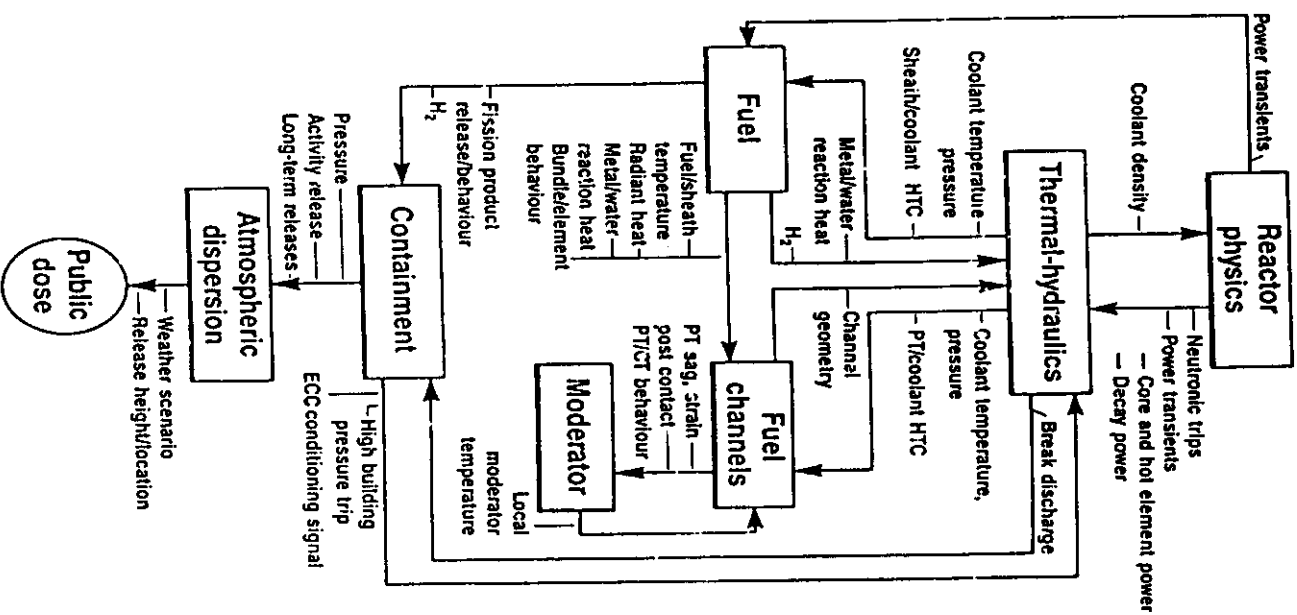 Power transients
Reactor
physics
Neutronic trips
Power transients
Core and hot element power
Decay power
Coolant density
Thermal-hydraulics
Break discharge
Coolant temperature
pressure
Sheath/coolant HTC
Metal/water
reaction heat
H₂
Coolant temperature,
pressure
PT/coolant HTC
Channel
geometry
Fuel
Fuel/sheath
temperature
Radiant heat
Metal/water
reaction heat
Bundle/element
behaviour
Fuel
channels
PT sag, strain
post contact
PT/CT behaviour
Moderator
Local
moderator
temperature
Fission product
release/behaviour
H₂
Containment
High building
pressure trip
ECC conditioning signal
Pressure
Activity release
Long-term releases
Atmospheric
dispersion
Weather scenario
Release height/location
Public
dose